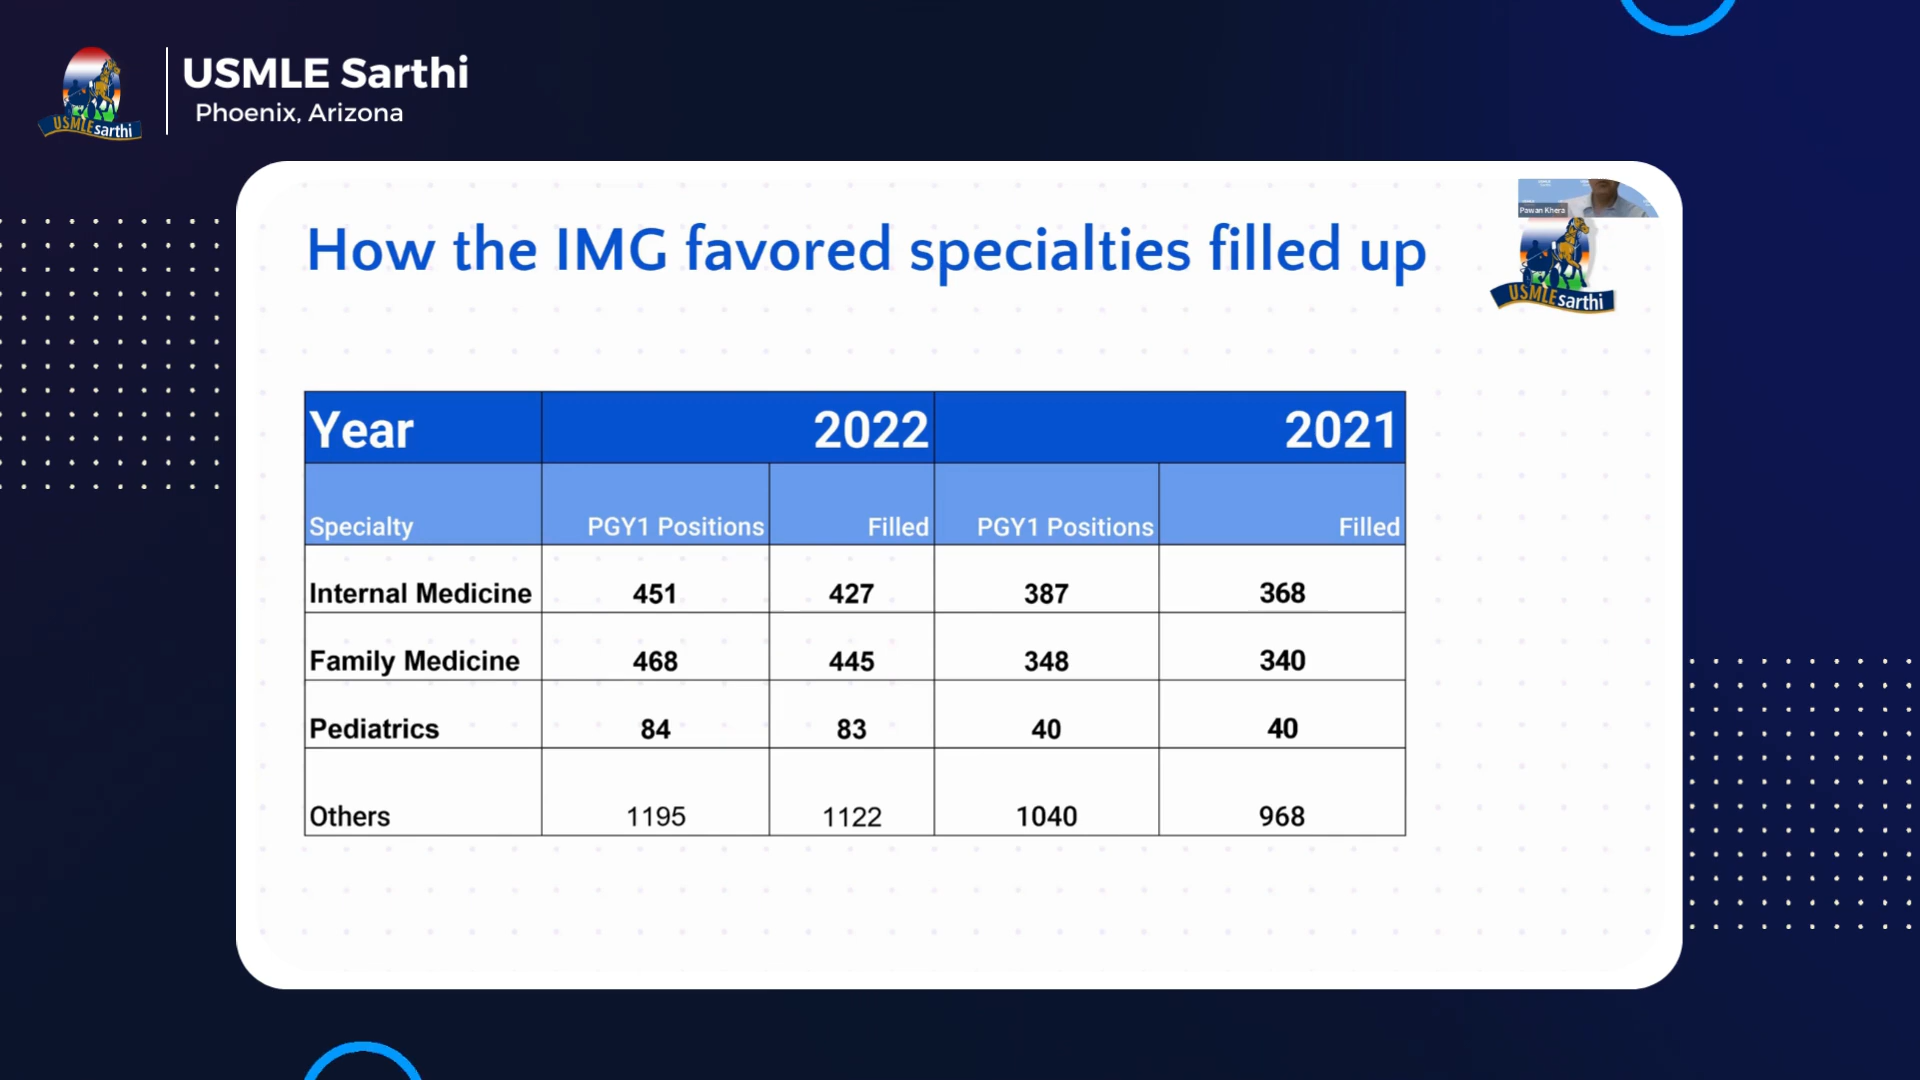 USMLE Sarthi
Phoenix, Arizona
USMLE sarthi
How the IMG favored specialties filled up
Pawan Khera
USMLE sarthi
Year 2022 2021
Specialty PGY1 Positions Filled PGY1 Positions Filled
Internal Medicine 451 427 387 368
Family Medicine 468 445 348 340
Pediatrics 84 83 40 40
Others 1195 1122 1040 968